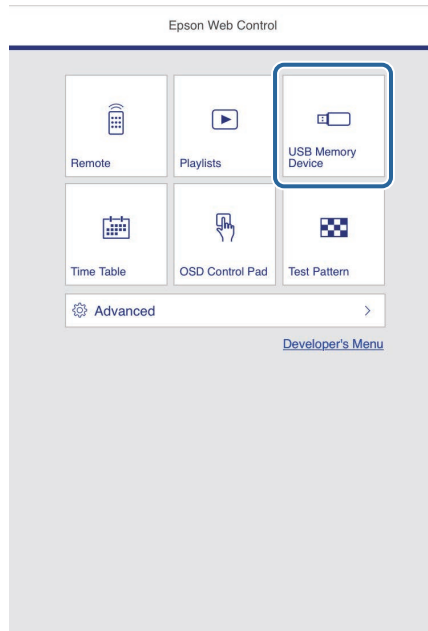 Epson Web Control
Remote
Playlists
USB Memory
Device
Time Table
OSD Control Pad
Test Pattern
Advanced
Developer's Menu